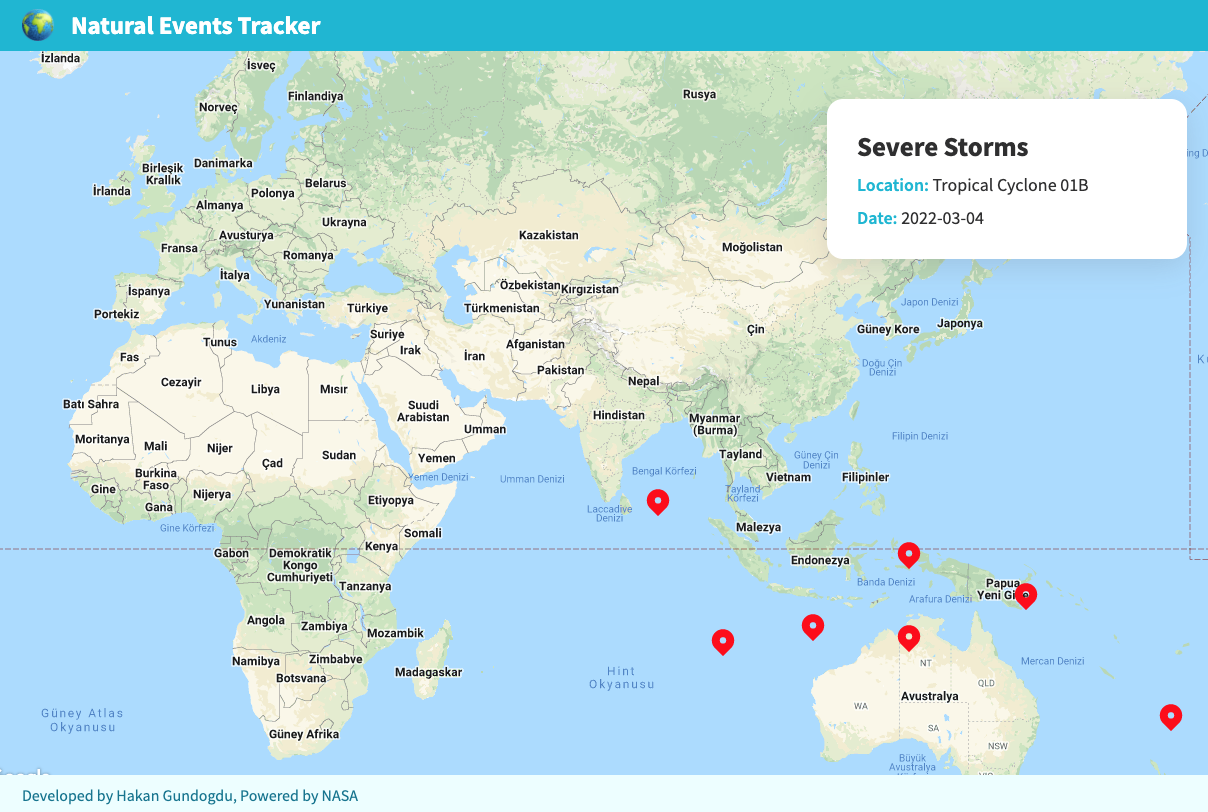 Natural Events Tracker
İzlanda
İsveç
Finlandiya
Norveç
Rusya
Severe Storms
Location: Tropical Cyclone 01B
Date: 2022-03-04
Danimarka
Birleşik
Krallık
İrlanda
Belarus
Polonya
Almanya
Ukrayna
Avusturya
Fransa
Romanya
Kazakistan
Moğolistan
İtalya
İspanya
Özbekistan
Kırgızistan
Yunanistan
Türkiye
Türkmenistan
Portekiz
Japon Denizi
Japonya
Güney Kore
Çin
Suriye
Tunus
Akdeniz
Irak
İran
Afganistan
Fas
Pakistan
Doğu Çin
Denizi
Nepal
Cezayir
Libya
Mısır
Batı Sahra
Suudi
Arabistan
Hindistan
Myanmar
(Burma)
Umman
Filipin Denizi
Moritanya
Mali
Nijer
Çad
Sudan
Yemen
Tayland
Güney Çin
Denizi
Bengal Körfezi
Yemen Denizi
Umman Denizi
Vietnam
Filipinler
Burkina
Faso
Gine
Nijerya
Gana
Etiyopya
Tayland
Körfezi
Laccadive
Denizi
Gine Körfezi
Malezya
Somali
Kenya
Gabon
Demokratik
Kongo
Cumhuriyeti
Endonezya
Tanzanya
Banda Denizi
Papua
Yeni
Arafura Denizi
Angola
Zambiya
Mozambik
Namibya
Zimbabve
Botsvana
Madagaskar
Hint
Okyanusu
Mercan Denizi
NT
QLD
WA
Avustralya
SA
NSW
Güney Atlas
Okyanusu
Güney Afrika
Büyük
Avustralya
Developed by Hakan Gundogdu, Powered by NASA